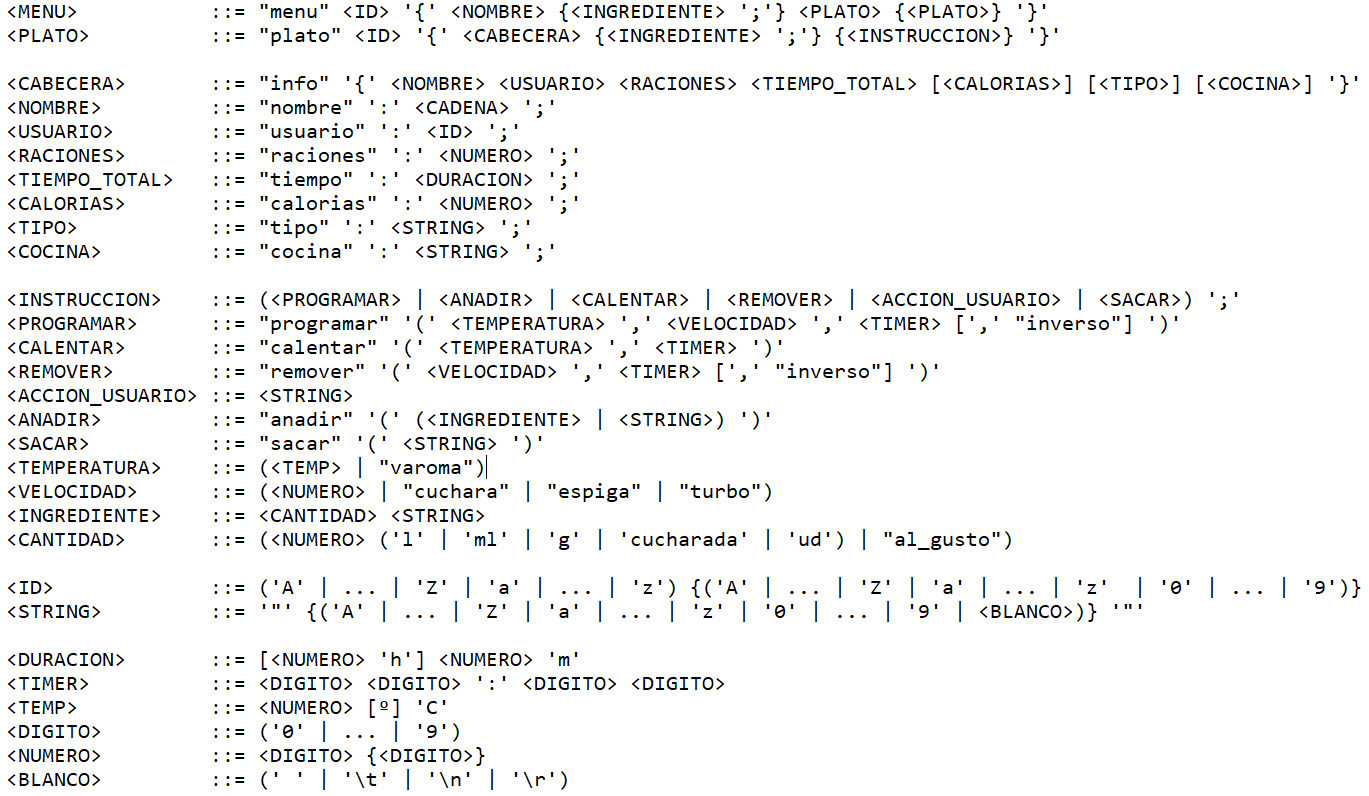 <MENU> ::= "menu" <ID> '{' <NOMBRE> {<INGREDIENTE> ';'} <PLATO> {<PLATO>} '}'
<PLATO> ::= "plato" <ID> '{' <CABECERA> {<INGREDIENTE> ';'} {<INSTRUCCION>} '}'
<CABECERA> ::= "info" '{' <NOMBRE> <USUARIO> <RACIONES> <TIEMPO_TOTAL> [<CALORIAS>] [<TIPO>] [<COCINA>] '}'
<NOMBRE> ::= "nombre" ':' <CADENA> ';'
<USUARIO> ::= "usuario" ':' <ID> ';'
<RACIONES> ::= "raciones" ':' <NUMERO> ';'
<TIEMPO_TOTAL> ::= "tiempo" ':' <DURACION> ';'
<CALORIAS> ::= "calorias" ':' <NUMERO> ';'
<TIPO> ::= "tipo" ':' <STRING> ';'
<COCINA> ::= "cocina" ':' <STRING> ';'
<INSTRUCCION> ::= (<PROGRAMAR> | <ANADIR> | <CALENTAR> | <REMOVER> | <ACCION_USUARIO> | <SACAR>) ';'
<PROGRAMAR> ::= "programar" '(' <TEMPERATURA> ',' <VELOCIDAD> ',' <TIMER> [',' "inverso"] ')'
<CALENTAR> ::= "calentar" '(' <TEMPERATURA> ',' <TIMER> ')'
<REMOVER> ::= "remover" '(' <VELOCIDAD> ',' <TIMER> [',' "inverso"] ')'
<ACCION_USUARIO> ::= <STRING>
<ANADIR> ::= "anadir" '(' (<INGREDIENTE> | <STRING>) ')'
<SACAR> ::= "sacar" '(' <STRING> ')'
<TEMPERATURA> ::= (<TEMP> | "varoma")
<VELOCIDAD> ::= (<NUMERO> | "cuchara" | "espiga" | "turbo")
<INGREDIENTE> ::= <CANTIDAD> <STRING>
<CANTIDAD> ::= (<NUMERO> ('l' | 'ml' | 'g' | 'cucharada' | 'ud') | "al_gusto")
<ID> ::= ('A' | ... | 'Z' | 'a' | ... | 'z') {('A' | ... | 'Z' | 'a' | ... | 'z' | '0' | ... | '9')}
<STRING> ::= '"' {('A' | ... | 'Z' | 'a' | ... | 'z' | '0' | ... | '9' | <BLANCO>)} '"'
<DURACION> ::= [<NUMERO> 'h'] <NUMERO> 'm'
<TIMER> ::= <DIGITO> <DIGITO> ':' <DIGITO> <DIGITO>
<TEMP> ::= <NUMERO> [º] 'C'
<DIGITO> ::= ('0' | ... | '9')
<NUMERO> ::= <DIGITO> {<DIGITO>}
<BLANCO> ::= (' ' | '\t' | '\n' | '\r')